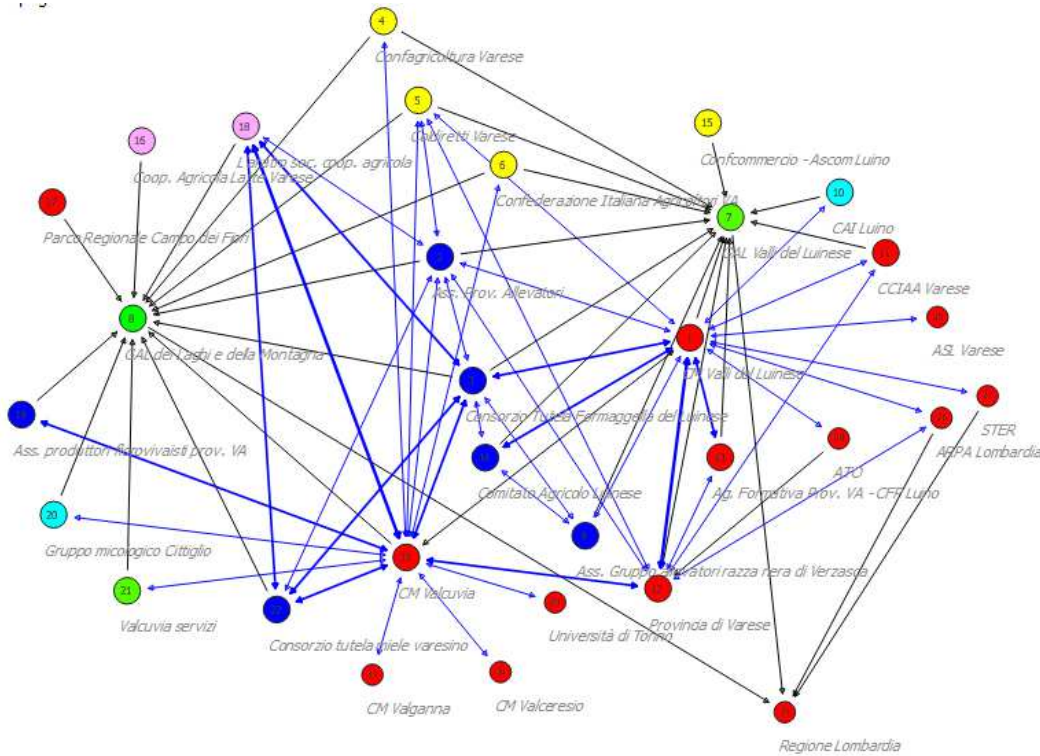 4
Confagricoltura Varese
5
Coldiretti Varese
15
18
16
L'aratro soc. coop. agricola
Confcommercio - Ascom Luino
6
Coop. Agricola Latte Varese
Confederazione Italiana Agricoltori VA
10
17
7
CAI Luino
Parco Regionale Campo dei Fiori
GAL Valli del Luinese
11
CCIAA Varese
Ass. Prov. Allevatori
8
ASL Varese
GAL dei Laghi e della Montagna
CM Valli del Luinese
Consorzio Tutela Formaggella del Luinese
STER
Ass. produttori florovivaisti prov. VA
ARPA Lombardia
ATO
Comitato Agricolo Luinese
Ag. Formativa Prov. VA - CFP Luino
20
Gruppo micologico Cittiglio
Ass. Gruppo allevatori razza nera di Verzasca
21
CM Valcuvia
12
Valcuvia servizi
Provincia di Varese
Università di Torino
Consorzio tutela miele varesino
CM Valganna
CM Valceresio
Regione Lombardia